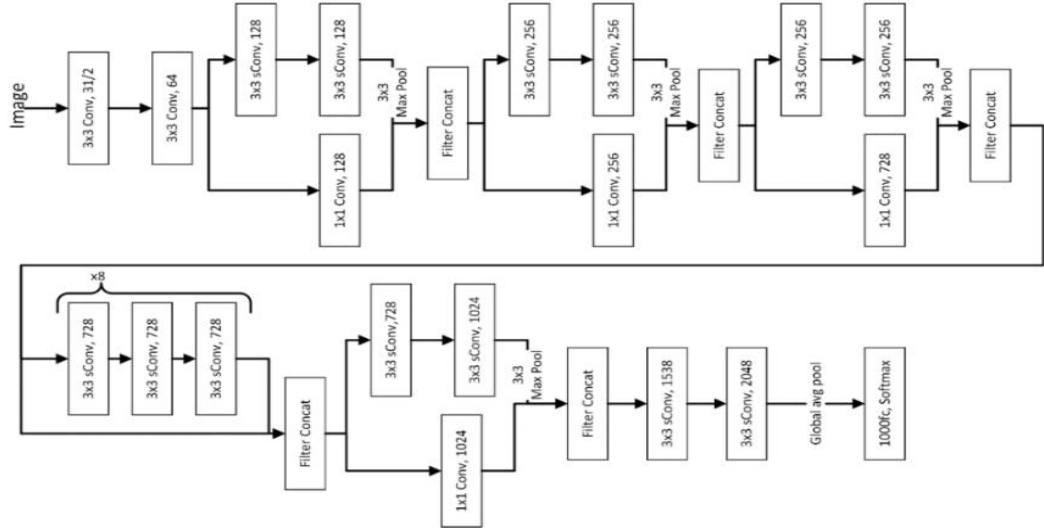 Image
3x3 Conv, 31/2
3x3 Conv, 64
3x3 sConv, 128
3x3 sConv, 128
3x3
Max Pool
1x1 Conv, 128
Filter Concat
3x3 sConv, 256
3x3 sConv, 256
3x3
Max Pool
1x1 Conv, 256
Filter Concat
3x3 sConv, 256
3x3 sConv, 256
3x3
Max Pool
1x1 Conv, 728
Filter Concat
x8
3x3 sConv, 728
3x3 sConv, 728
3x3 sConv, 728
Filter Concat
3x3 sConv,728
3x3 sConv, 1024
3x3
Max Pool
1x1 Conv, 1024
Filter Concat
3x3 sConv, 1538
3x3 sConv, 2048
Global avg pool
1000fc, Softmax